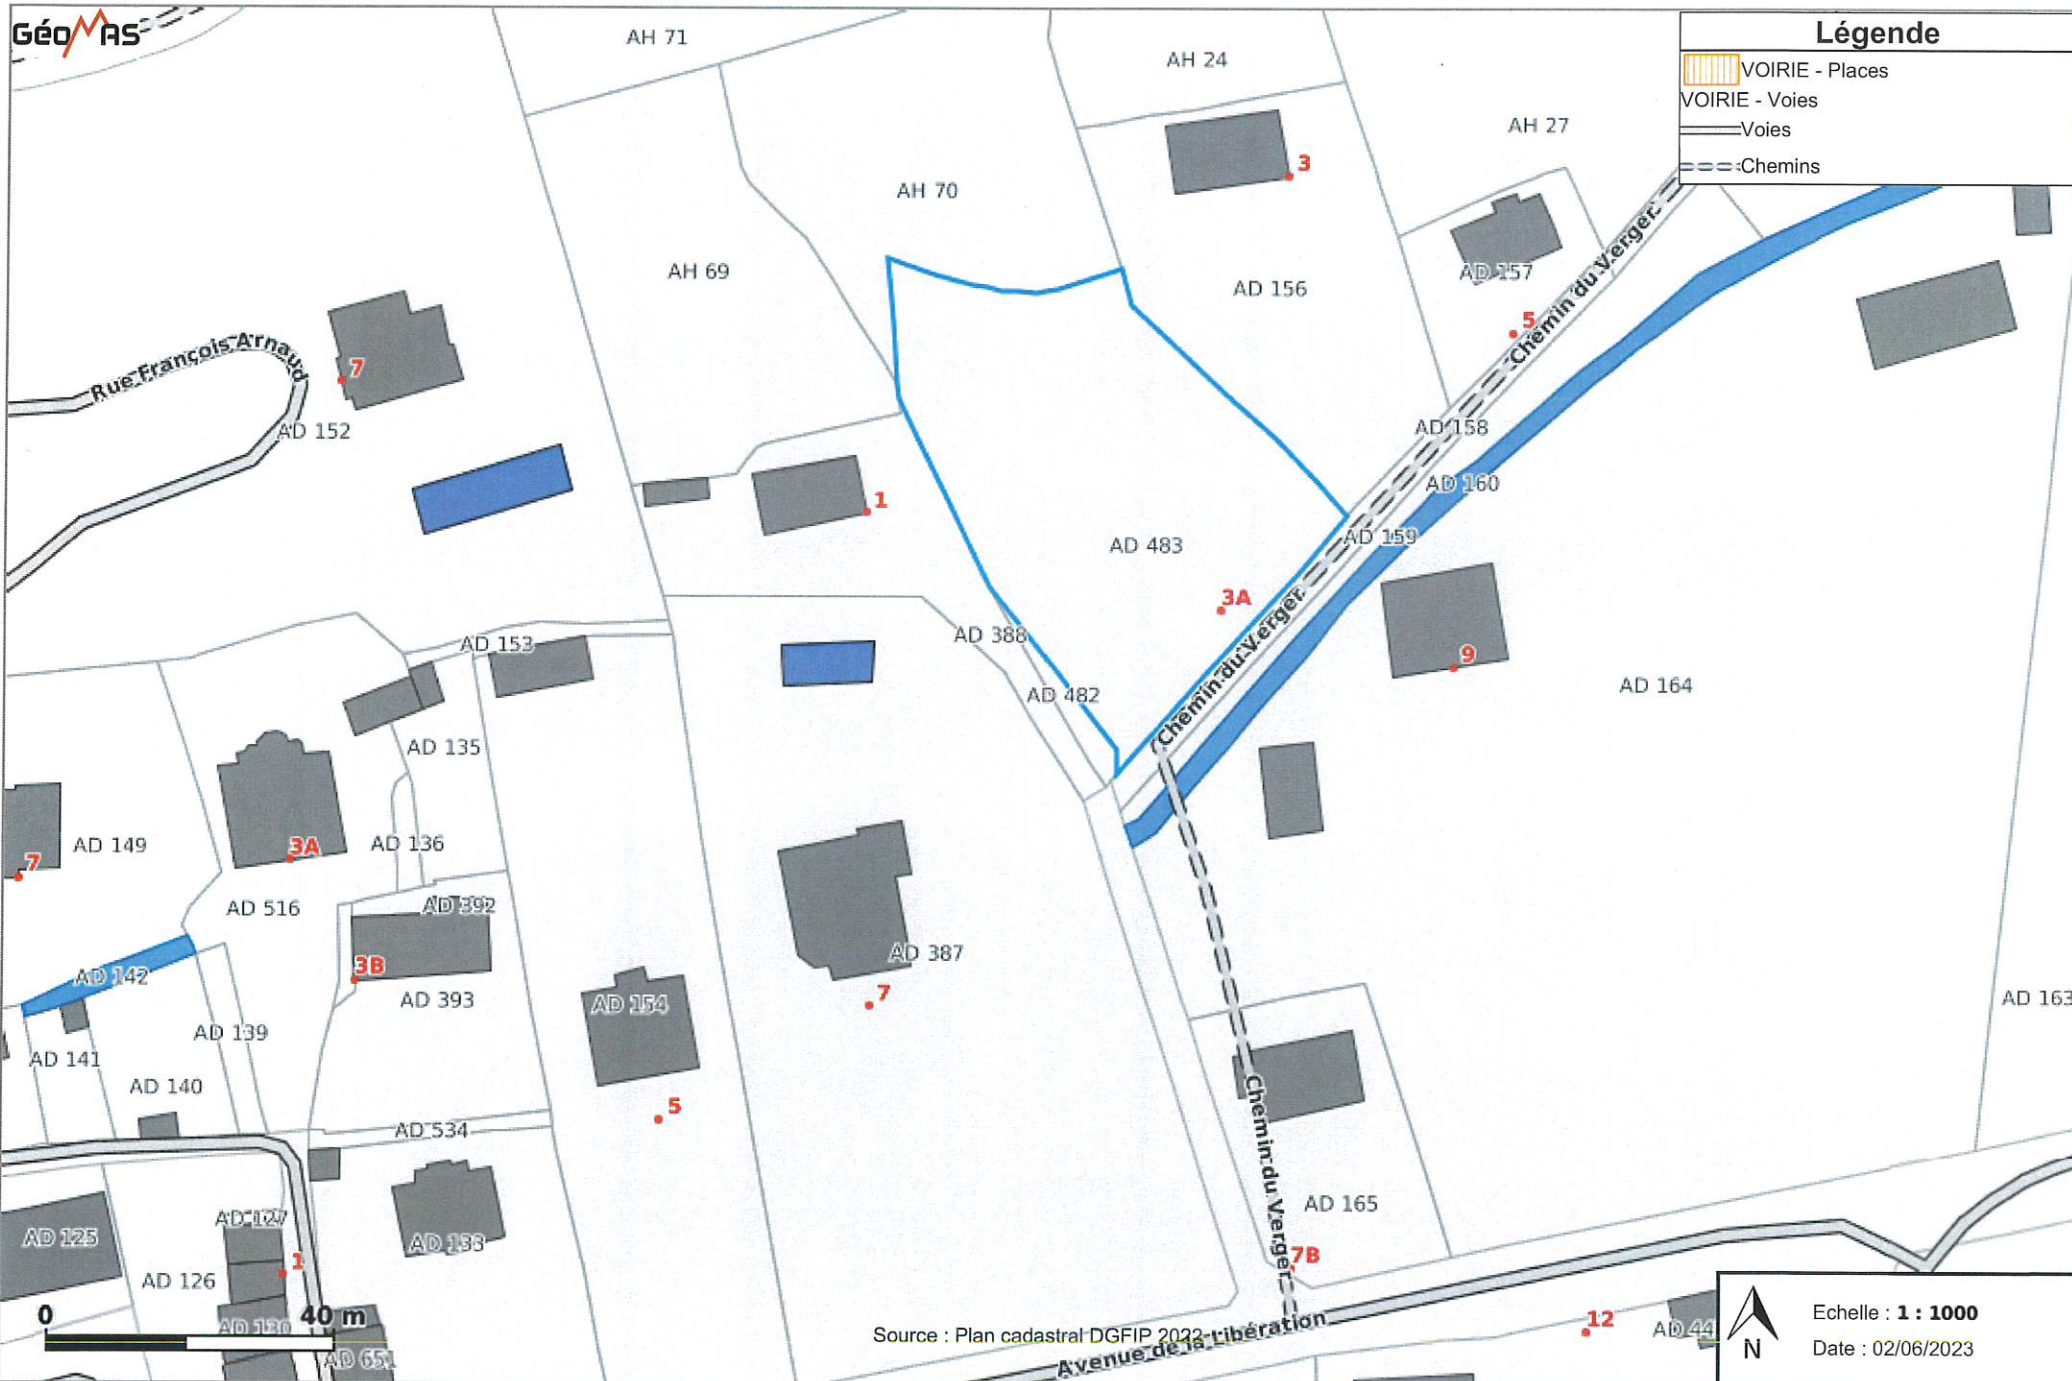 GéoMAS
Légende
VOIRIE - Places
VOIRIE - Voies
Voies
Chemins
AH 71
AH 24
AH 27
AH 70
3
AH 69
AD 156
AD 157
5
Chemin du Verger
Rue François Arnaud
7
AD 152
AD 158
AD 160
1
AD 159
AD 483
3A
Chemin du Verger
AD 153
AD 388
9
AD 164
AD 482
AD 135
AD 149
3A
AD 136
7
AD 516
AD 392
AD 387
3B
AD 142
AD 393
AD 154
7
AD 163
AD 139
AD 141
AD 140
5
AD 534
Chemin du Verger
AD 165
AD 127
AD 125
AD 133
1
7B
AD 126
0
40 m
AD 130
AD 651
Source : Plan cadastral DGFIP 2022
Avenue de la Libération
12
AD 44
Echelle : 1 : 1000
N
Date : 02/06/2023